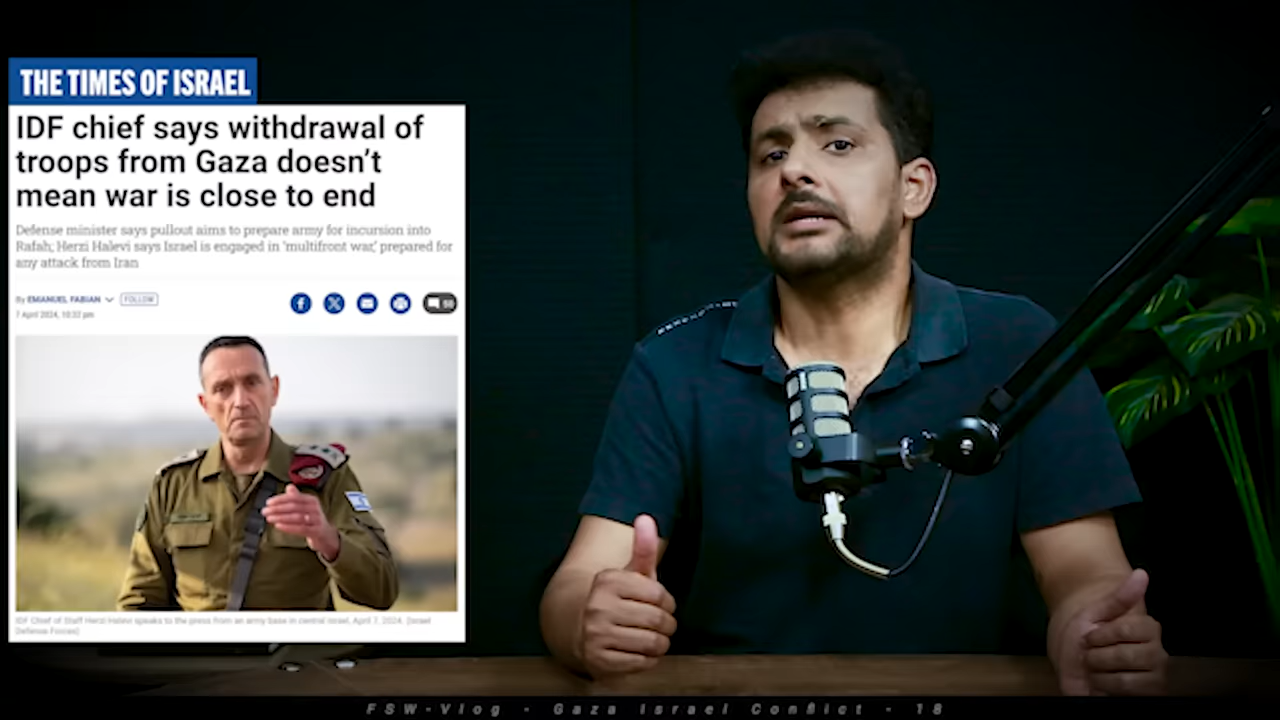 THE TIMES OF ISRAEL
IDF chief says withdrawal of
troops from Gaza doesn't
mean war is close to end
Defense minister says pullout aims to prepare army for incursion into
Rafah; Herzi Halevi says Israel is engaged in 'multifront war,' prepared for
any attack from Iran
By EMANUEL FABIAN FOLLOW
7 April 2024, 10:32 pm
IDF Chief of Staff Herzi Halevi speaks to the press from an army base in central Israel, April 7, 2024. (Israel
Defense Forces)
FSW-Vlog - Gaza Israel Conflict - 18